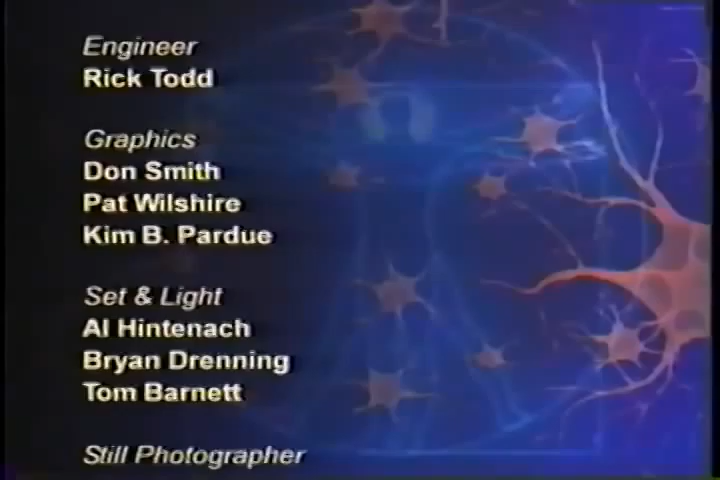 Engineer
Rick Todd
Graphics
Don Smith
Pat Wilshire
Kim B. Pardue
Set & Light
Al Hintenach
Bryan Drenning
Tom Barnett
Still Photographer